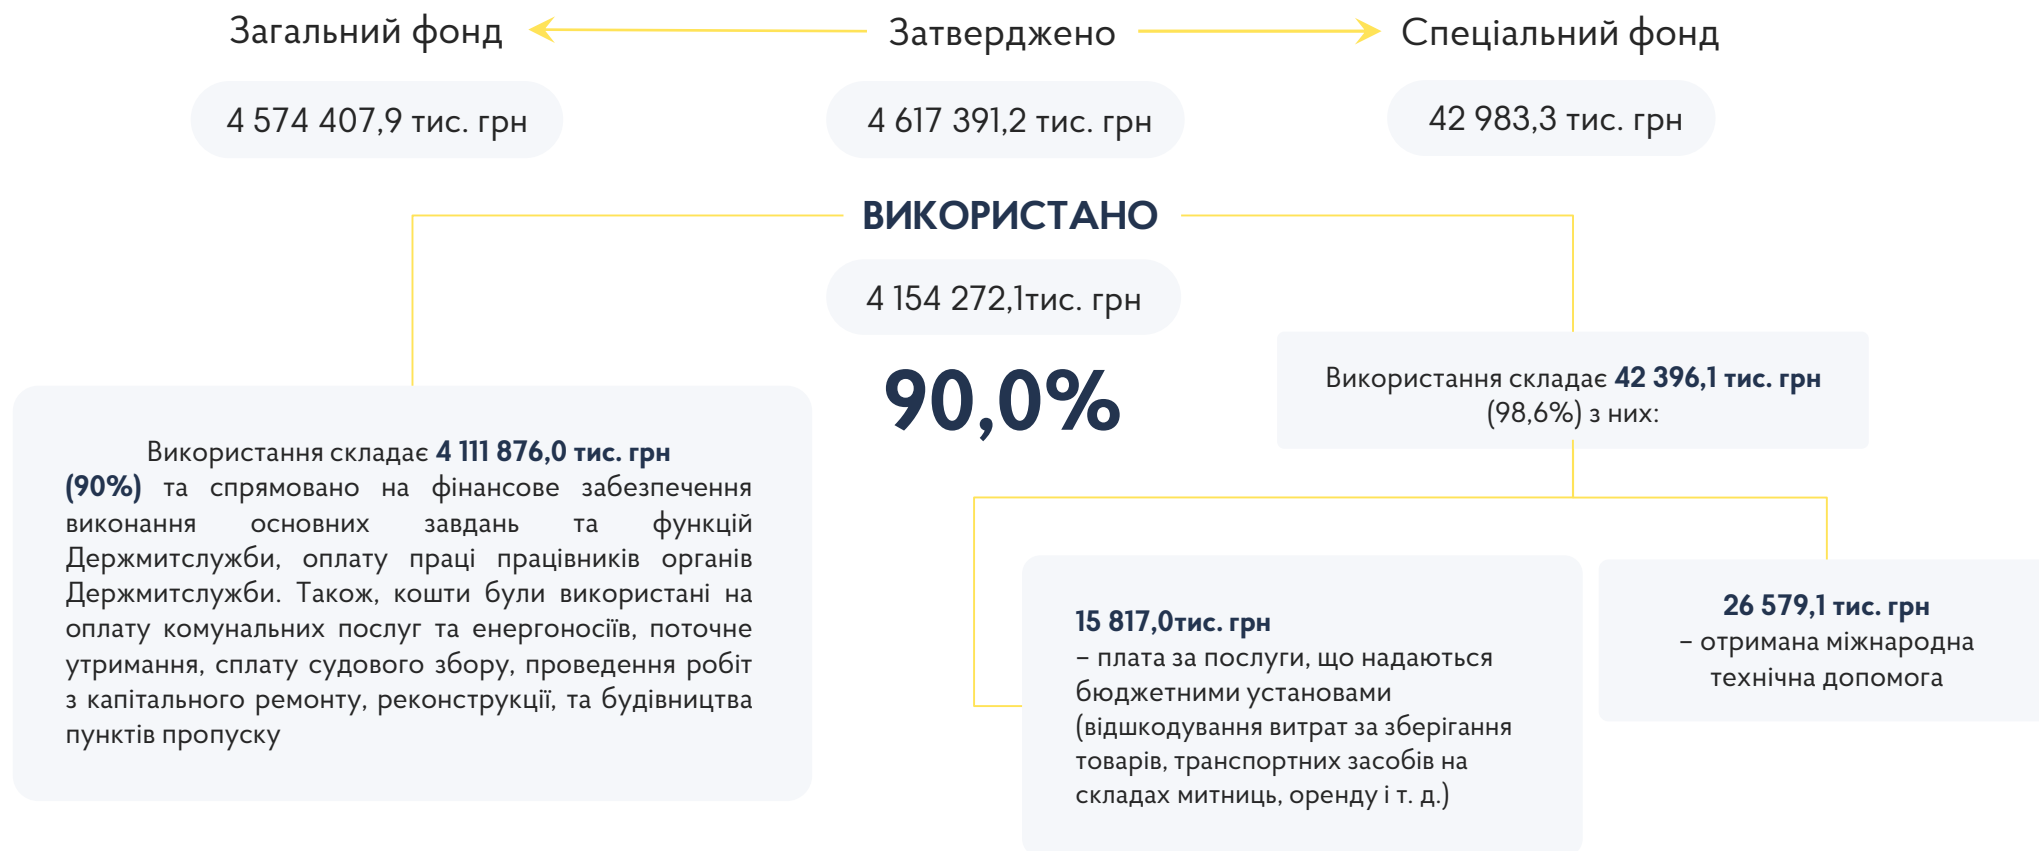 Загальний фонд
Затверджено
Спеціальний фонд
4 574 407,9 тис. грн
4 617 391,2 тис. грн
42 983,3 тис. грн
ВИКОРИСТАНО
4 154 272,1тис. грн
90,0%
Використання складає 4 111 876,0 тис. грн
(90%) та спрямовано на фінансове забезпечення
виконання основних завдань та функцій
Держмитслужби, оплату праці працівників органів
Держмитслужби. Також, кошти були використані на
оплату комунальних послуг та енергоносіїв, поточне
утримання, сплату судового збору, проведення робіт
з капітального ремонту, реконструкції, та будівництва
пунктів пропуску
Використання складає 42 396,1 тис. грн
(98,6%) з них:
15 817,0тис. грн
– плата за послуги, що надаються
бюджетними установами
(відшкодування витрат за зберігання
товарів, транспортних засобів на
складах митниць, оренду і т. д.)
26 579,1 тис. грн
– отримана міжнародна
технічна допомога